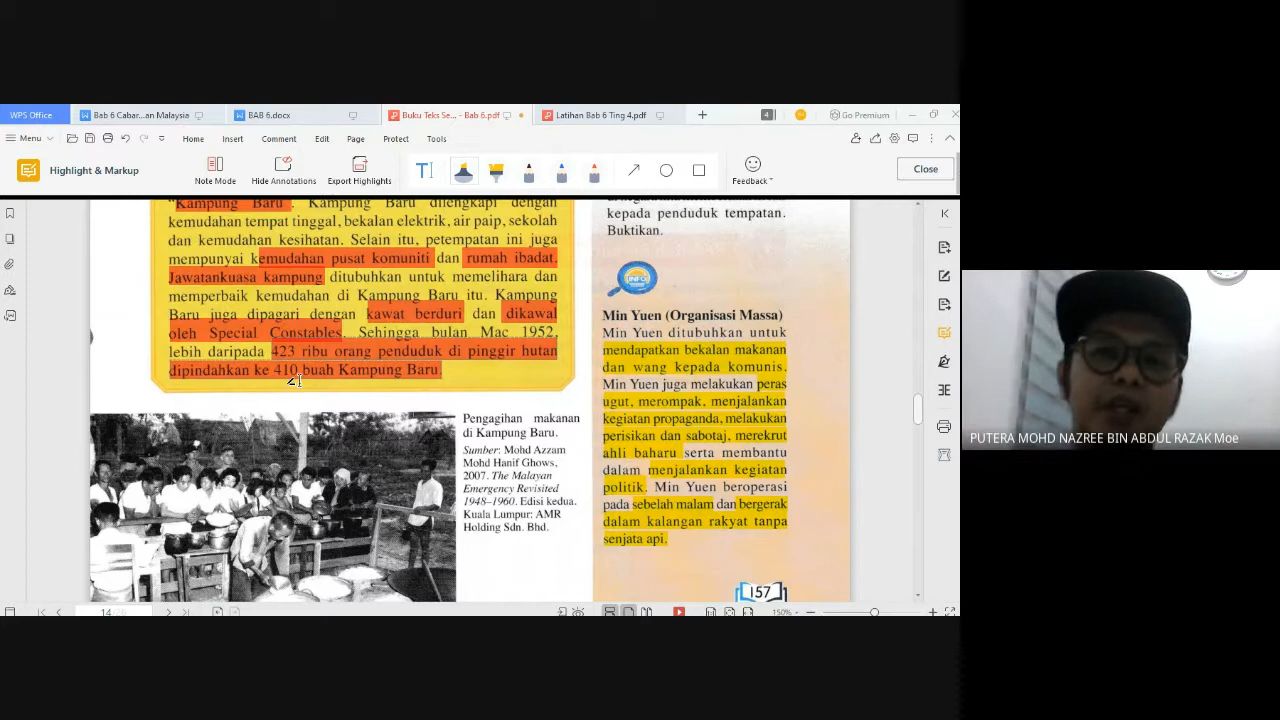 WPS Office
Bab 6 Cabar...an Malaysia
BAB 6.docx
Buku Teks Se... - Bab 6.pdf
Latihan Bab 6 Ting 4.pdf
4
Go Premium
Menu
Home
Insert
Comment
Edit
Page
Protect
Tools
Highlight & Markup
Note Mode
Hide Annotations
Export Highlights
Feedback
Close
"Kampung Baru". Kampung Baru dilengkapi dengan
kemudahan tempat tinggal, bekalan elektrik, air paip, sekolah
dan kemudahan kesihatan. Selain itu, petempatan ini juga
mempunyai kemudahan pusat komuniti dan rumah ibadat.
Jawatankuasa kampung ditubuhkan untuk memelihara dan
memperbaik kemudahan di Kampung Baru itu. Kampung
Baru juga dipagari dengan kawat berduri dan dikawal
oleh Special Constables. Sehingga bulan Mac 1952,
lebih daripada 423 ribu orang penduduk di pinggir hutan
dipindahkan ke 410 buah Kampung Baru.
Pengagihan makanan
di Kampung Baru.
Sumber: Mohd Azzam
Mohd Hanif Ghows,
2007. The Malayan
Emergency Revisited
1948–1960. Edisi kedua.
Kuala Lumpur: AMR
Holding Sdn. Bhd.
kepada penduduk tempatan.
Buktikan.
INFO
Min Yuen (Organisasi Massa)
Min Yuen ditubuhkan untuk
mendapatkan bekalan makanan
dan wang kepada komunis.
Min Yuen juga melakukan peras
ugut, merompak, menjalankan
kegiatan propaganda, melakukan
perisikan dan sabotaj, merekrut
ahli baharu serta membantu
dalam menjalankan kegiatan
politik. Min Yuen beroperasi
pada sebelah malam dan bergerak
dalam kalangan rakyat tanpa
senjata api.
157
150%
PUTERA MOHD NAZREE BIN ABDUL RAZAK Moe